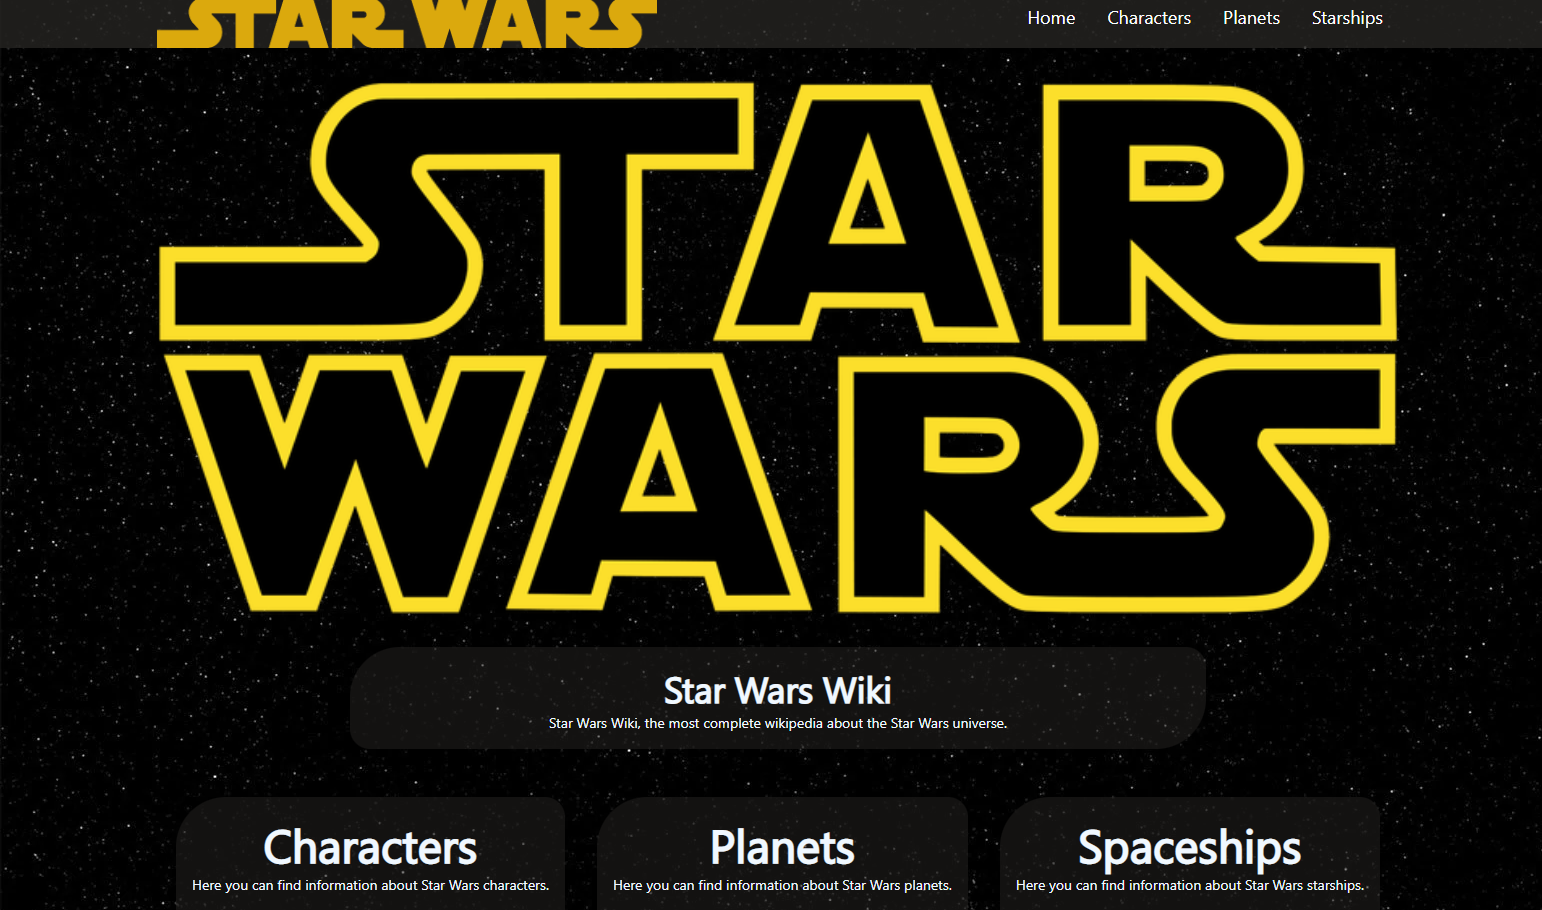 STAR WARS
Home Characters Planets Starships
STAR
WARS
Star Wars Wiki
Star Wars Wiki, the most complete wikipedia about the Star Wars universe.
Characters
Here you can find information about Star Wars characters.
Planets
Here you can find information about Star Wars planets.
Spaceships
Here you can find information about Star Wars starships.